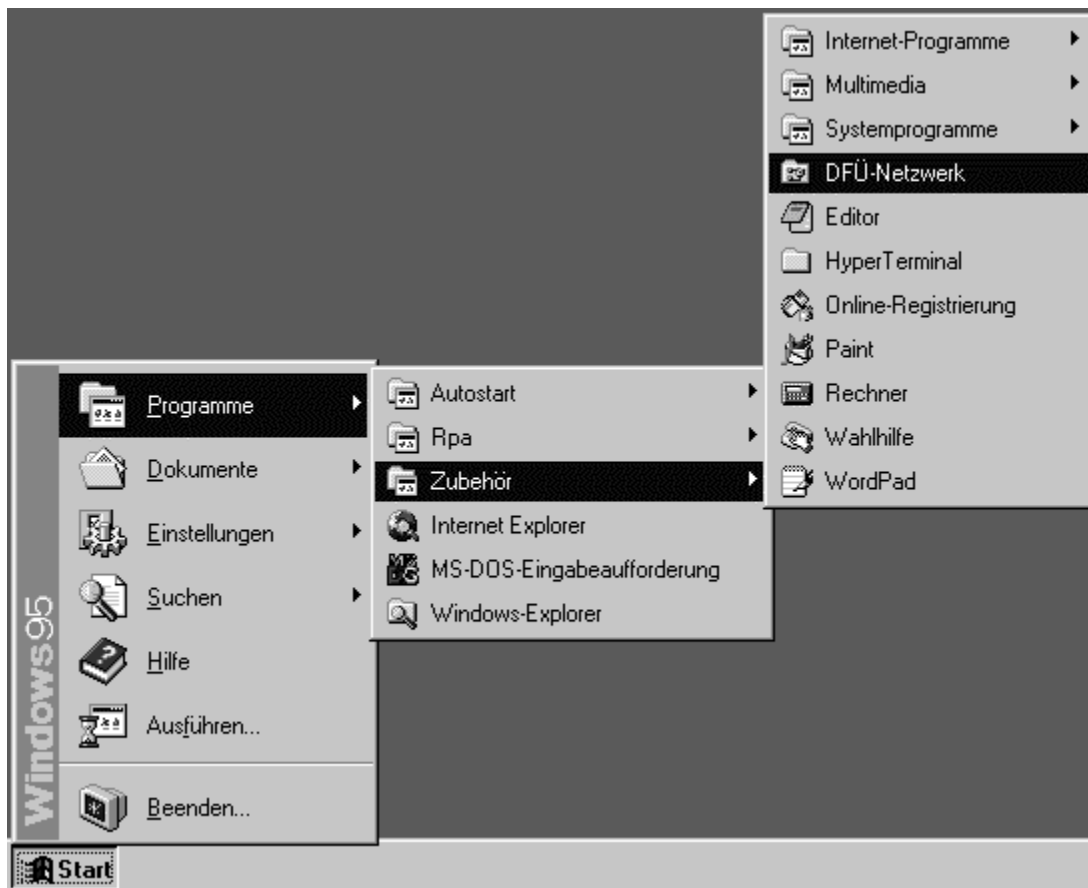 Internet-Programme
Multimedia
Systemprogramme
DFÜ-Netzwerk
Editor
HyperTerminal
Online-Registrierung
Paint
Rechner
Wahlhilfe
WordPad
Autostart
Rpa
Zubehör
Internet Explorer
MS-DOS-Eingabeaufforderung
Windows-Explorer
Programme
Dokumente
Einstellungen
Suchen
Hilfe
Ausführen...
Beenden...
Windows95
Start